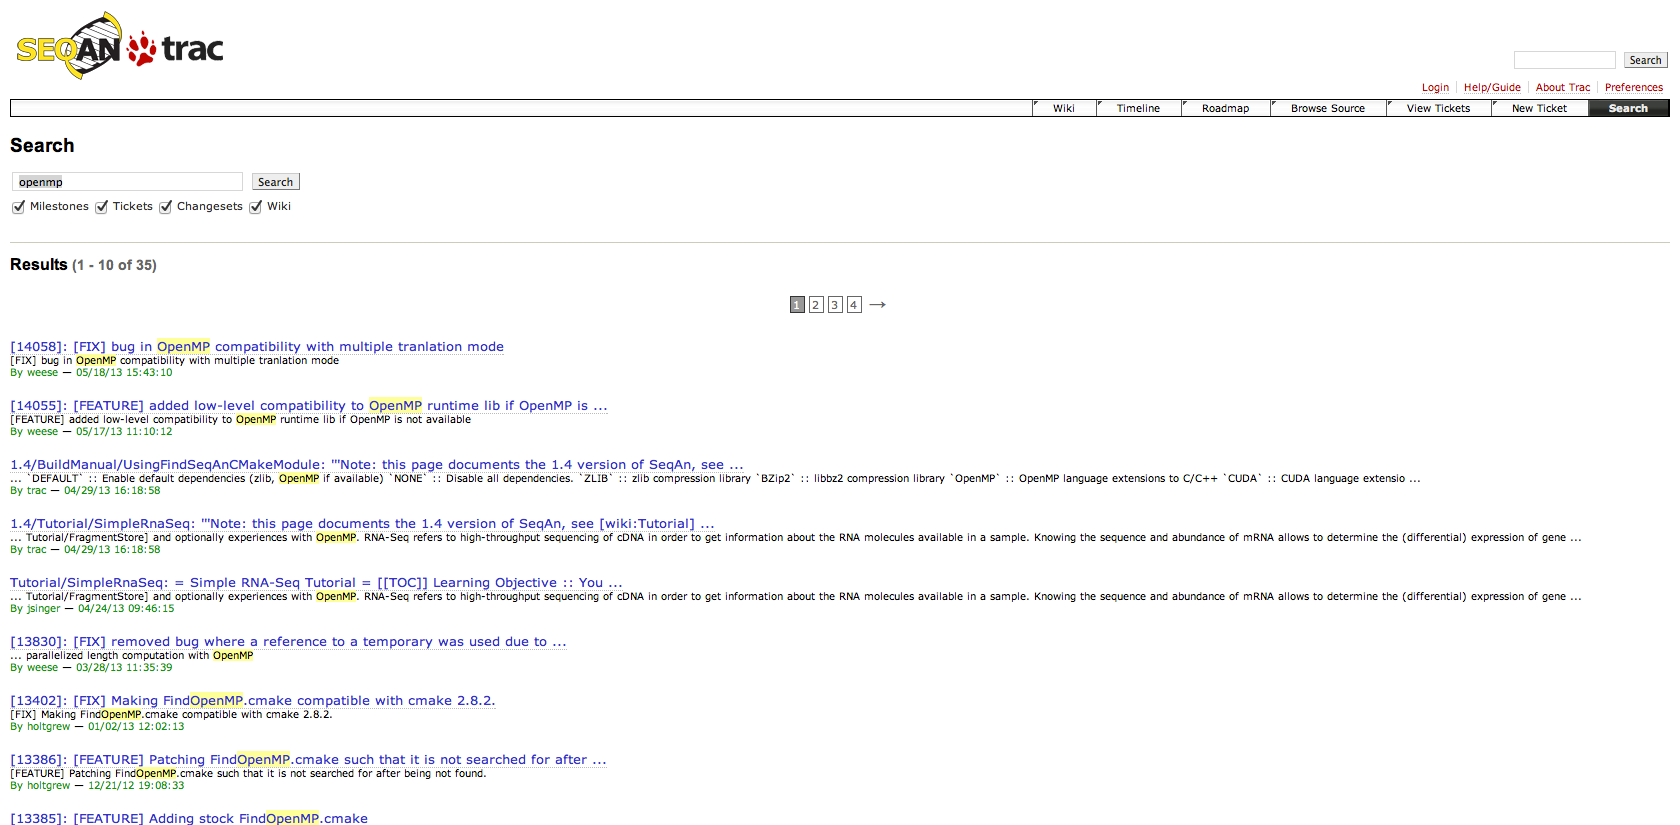 SEQAN trac
Search
Login Help/Guide About Trac Preferences
Wiki Timeline Roadmap Browse Source View Tickets New Ticket Search
Search
openmp Search
Milestones Tickets Changesets Wiki
Results (1 - 10 of 35)
1 2 3 4 →
[14058]: [FIX] bug in OpenMP compatibility with multiple tranlation mode
[FIX] bug in OpenMP compatibility with multiple tranlation mode
By weese — 05/18/13 15:43:10
[14055]: [FEATURE] added low-level compatibility to OpenMP runtime lib if OpenMP is ...
[FEATURE] added low-level compatibility to OpenMP runtime lib if OpenMP is not available
By weese — 05/17/13 11:10:12
1.4/BuildManual/UsingFindSeqAnCMakeModule: '''Note: this page documents the 1.4 version of SeqAn, see ...
... `DEFAULT` :: Enable default dependencies (zlib, OpenMP if available) `NONE` :: Disable all dependencies. `ZLIB` :: zlib compression library `BZip2` :: libbz2 compression library `OpenMP` :: OpenMP language extensions to C/C++ `CUDA` :: CUDA language extensio ...
By trac — 04/29/13 16:18:58
1.4/Tutorial/SimpleRnaSeq: '''Note: this page documents the 1.4 version of SeqAn, see [wiki:Tutorial] ...
... Tutorial/FragmentStore] and optionally experiences with OpenMP. RNA-Seq refers to high-throughput sequencing of cDNA in order to get information about the RNA molecules available in a sample. Knowing the sequence and abundance of mRNA allows to determine the (differential) expression of gene ...
By trac — 04/29/13 16:18:58
Tutorial/SimpleRnaSeq: = Simple RNA-Seq Tutorial = [[TOC]] Learning Objective :: You ...
... Tutorial/FragmentStore] and optionally experiences with OpenMP. RNA-Seq refers to high-throughput sequencing of cDNA in order to get information about the RNA molecules available in a sample. Knowing the sequence and abundance of mRNA allows to determine the (differential) expression of gene ...
By jsinger — 04/24/13 09:46:15
[13830]: [FIX] removed bug where a reference to a temporary was used due to ...
... parallelized length computation with OpenMP
By weese — 03/28/13 11:35:39
[13402]: [FIX] Making FindOpenMP.cmake compatible with cmake 2.8.2.
[FIX] Making FindOpenMP.cmake compatible with cmake 2.8.2.
By holtgrew — 01/02/13 12:02:13
[13386]: [FEATURE] Patching FindOpenMP.cmake such that it is not searched for after ...
[FEATURE] Patching FindOpenMP.cmake such that it is not searched for after being not found.
By holtgrew — 12/21/12 19:08:33
[13385]: [FEATURE] Adding stock FindOpenMP.cmake